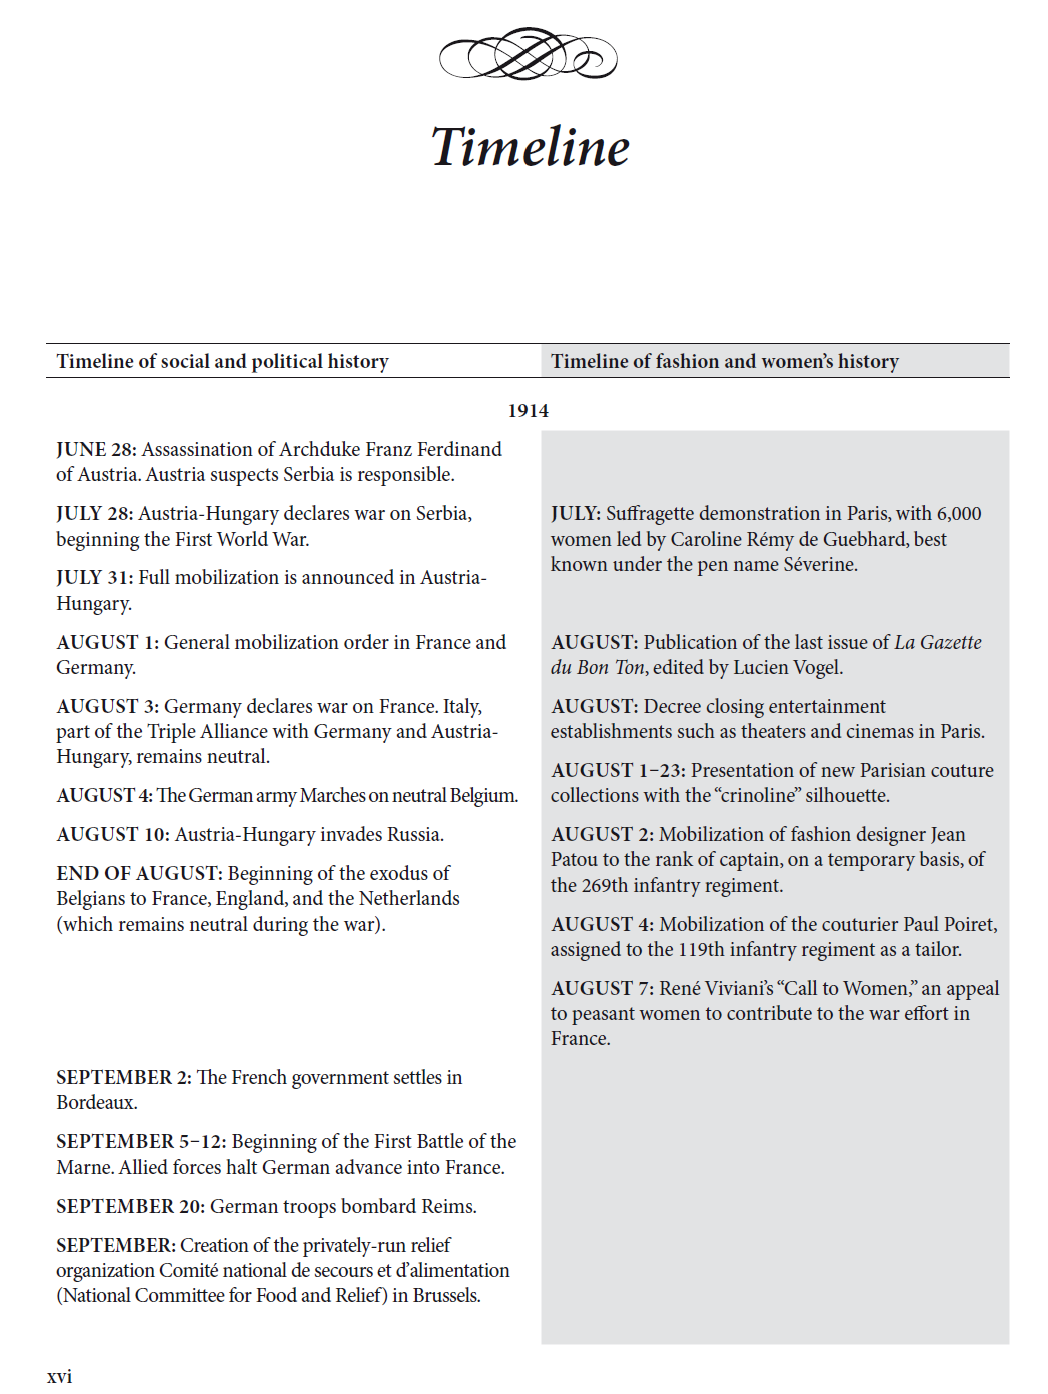 Timeline
Timeline of social and political history
Timeline of fashion and women’s history
1914
JUNE 28: Assassination of Archduke Franz Ferdinand
of Austria. Austria suspects Serbia is responsible.
JULY 28: Austria-Hungary declares war on Serbia,
beginning the First World War.
JULY 31: Full mobilization is announced in Austria-
Hungary.
AUGUST 1: General mobilization order in France and
Germany.
AUGUST 3: Germany declares war on France. Italy,
part of the Triple Alliance with Germany and Austria-
Hungary, remains neutral.
AUGUST 4: The German army Marches on neutral Belgium.
AUGUST 10: Austria-Hungary invades Russia.
END OF AUGUST: Beginning of the exodus of
Belgians to France, England, and the Netherlands
(which remains neutral during the war).
SEPTEMBER 2: The French government settles in
Bordeaux.
SEPTEMBER 5–12: Beginning of the First Battle of the
Marne. Allied forces halt German advance into France.
SEPTEMBER 20: German troops bombard Reims.
SEPTEMBER: Creation of the privately-run relief
organization Comité national de secours et d’alimentation
(National Committee for Food and Relief) in Brussels.
JULY: Suffragette demonstration in Paris, with 6,000
women led by Caroline Rémy de Guebhard, best
known under the pen name Séverine.
AUGUST: Publication of the last issue of La Gazette
du Bon Ton, edited by Lucien Vogel.
AUGUST: Decree closing entertainment
establishments such as theaters and cinemas in Paris.
AUGUST 1–23: Presentation of new Parisian couture
collections with the “crinoline” silhouette.
AUGUST 2: Mobilization of fashion designer Jean
Patou to the rank of captain, on a temporary basis, of
the 269th infantry regiment.
AUGUST 4: Mobilization of the couturier Paul Poiret,
assigned to the 119th infantry regiment as a tailor.
AUGUST 7: René Viviani’s “Call to Women,” an appeal
to peasant women to contribute to the war effort in
France.
xvi